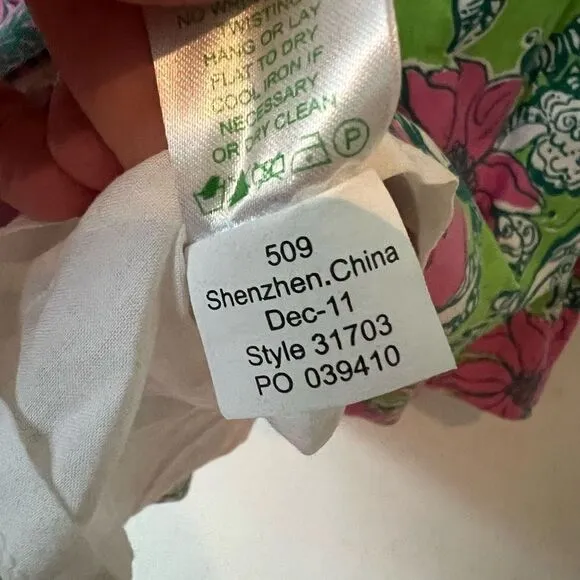 TWISTING
HANG OR LAY
FLAT TO DRY
COOL IRON IF
NECESSARY
OR DRY CLEAN
P
509
Shenzhen.China
Dec-11
Style 31703
PO 039410